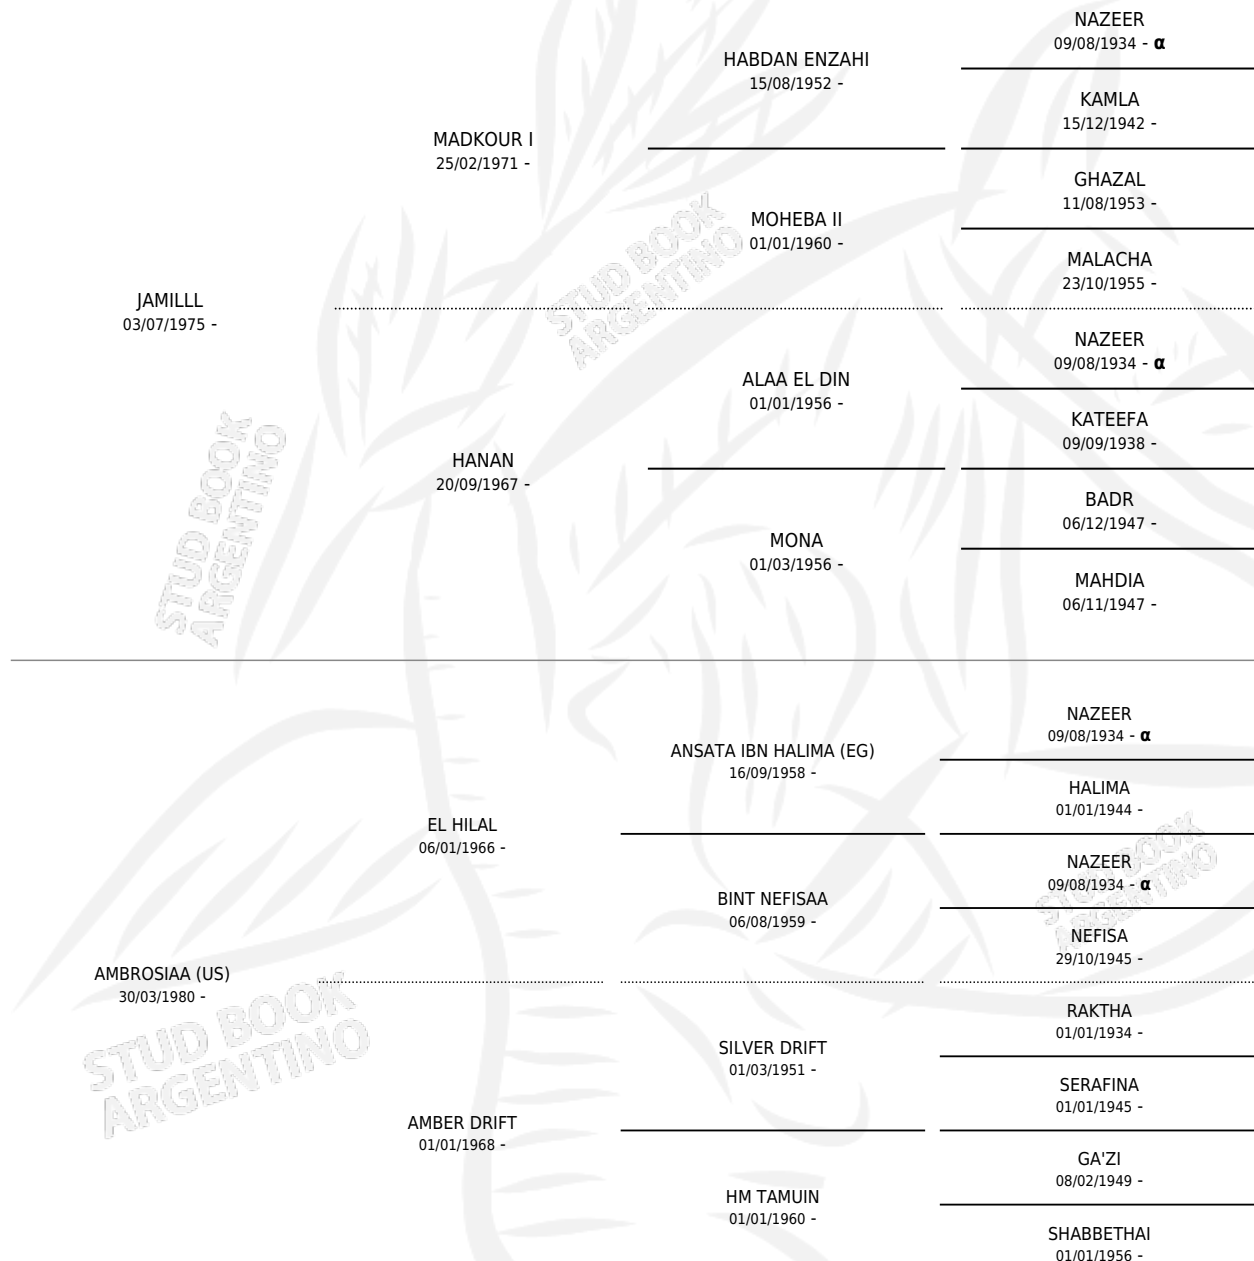 NAZEER
09/08/1934 - α
HABDAN ENZAHI
15/08/1952 -
KAMLA
15/12/1942 -
MADKOUR I
25/02/1971 -
GHAZAL
11/08/1953 -
MOHEBA II
01/01/1960 -
MALACHA
23/10/1955 -
JAMILLL
03/07/1975 -
STUD BOOK
ARGENTINO
NAZEER
09/08/1934 - α
ALAA EL DIN
01/01/1956 -
KATEEFA
09/09/1938 -
HANAN
20/09/1967 -
BADR
06/12/1947 -
MONA
01/03/1956 -
MAHDIA
06/11/1947 -
STUD BOOK
ARGENTINO
NAZEER
09/08/1934 - α
ANSATA IBN HALIMA (EG)
16/09/1958 -
HALIMA
01/01/1944 -
EL HILAL
06/01/1966 -
NAZEER
09/08/1934 - α
BINT NEFISAA
06/08/1959 -
NEFISA
29/10/1945 -
STUD BOOK
ARGENTINO
AMBROSIAA (US)
30/03/1980 -
STUD BOOK
ARGENTINO
RAKTHA
01/01/1934 -
SILVER DRIFT
01/03/1951 -
SERAFINA
01/01/1945 -
AMBER DRIFT
01/01/1968 -
GA'ZI
08/02/1949 -
HM TAMUIN
01/01/1960 -
SHABBETHAI
01/01/1956 -